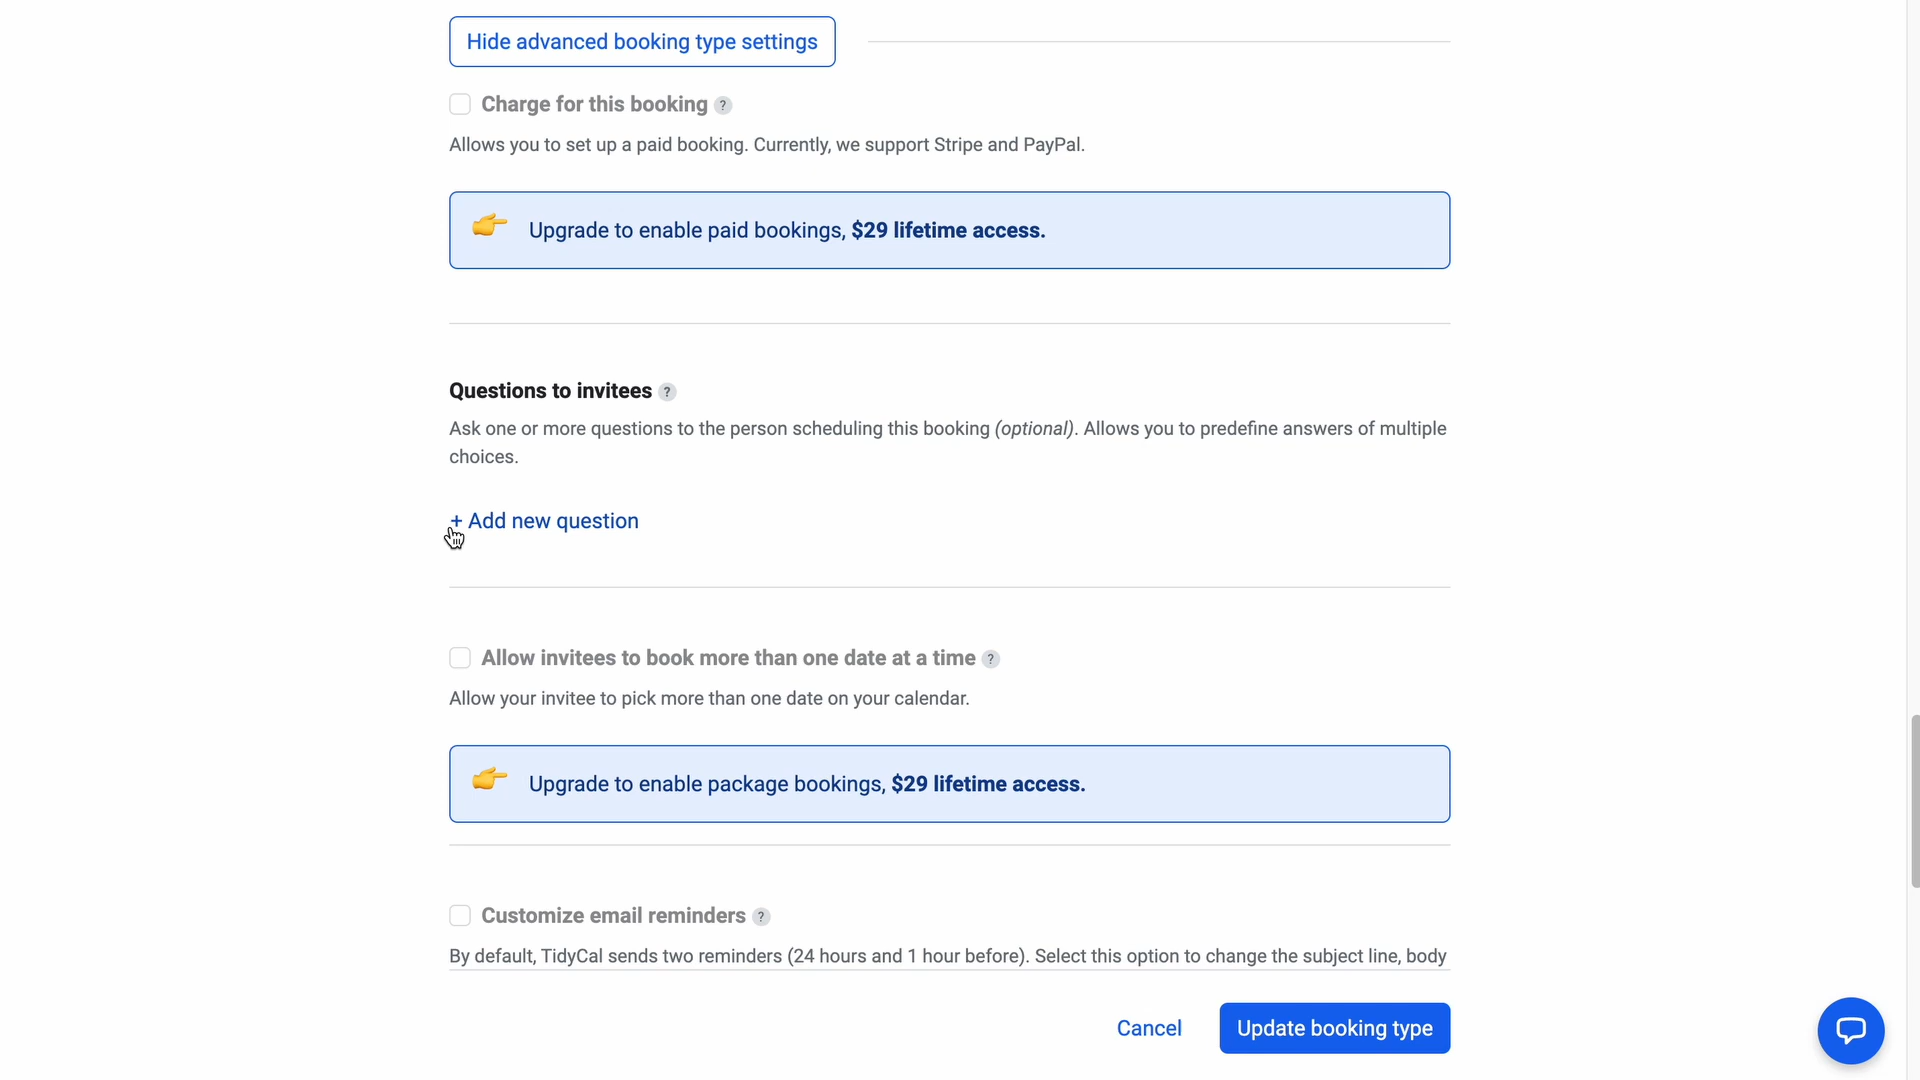 Hide advanced booking type settings
Charge for this booking ?
Allows you to set up a paid booking. Currently, we support Stripe and PayPal.
👉 Upgrade to enable paid bookings, $29 lifetime access.
Questions to invitees ?
Ask one or more questions to the person scheduling this booking (optional). Allows you to predefine answers of multiple
choices.
+ Add new question
Allow invitees to book more than one date at a time ?
Allow your invitee to pick more than one date on your calendar.
👉 Upgrade to enable package bookings, $29 lifetime access.
Customize email reminders ?
By default, TidyCal sends two reminders (24 hours and 1 hour before). Select this option to change the subject line, body
Cancel
Update booking type